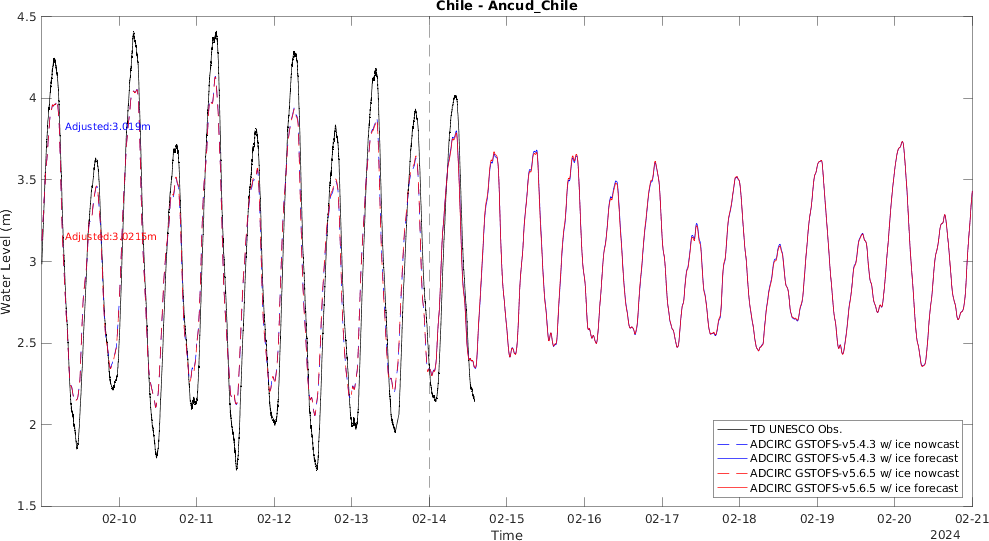 Chile - Ancud_Chile
4.5
4
3.5
3
2.5
2
1.5
Water Level (m)
Adjusted:3.019m
Adjusted:3.0215m
TD UNESCO Obs.
ADCIRC GSTOFS-v5.4.3 w/ ice nowcast
ADCIRC GSTOFS-v5.4.3 w/ ice forecast
ADCIRC GSTOFS-v5.6.5 w/ ice nowcast
ADCIRC GSTOFS-v5.6.5 w/ ice forecast
02-10 02-11 02-12 02-13 02-14 02-15 02-16 02-17 02-18 02-19 02-20 02-21
Time
2024